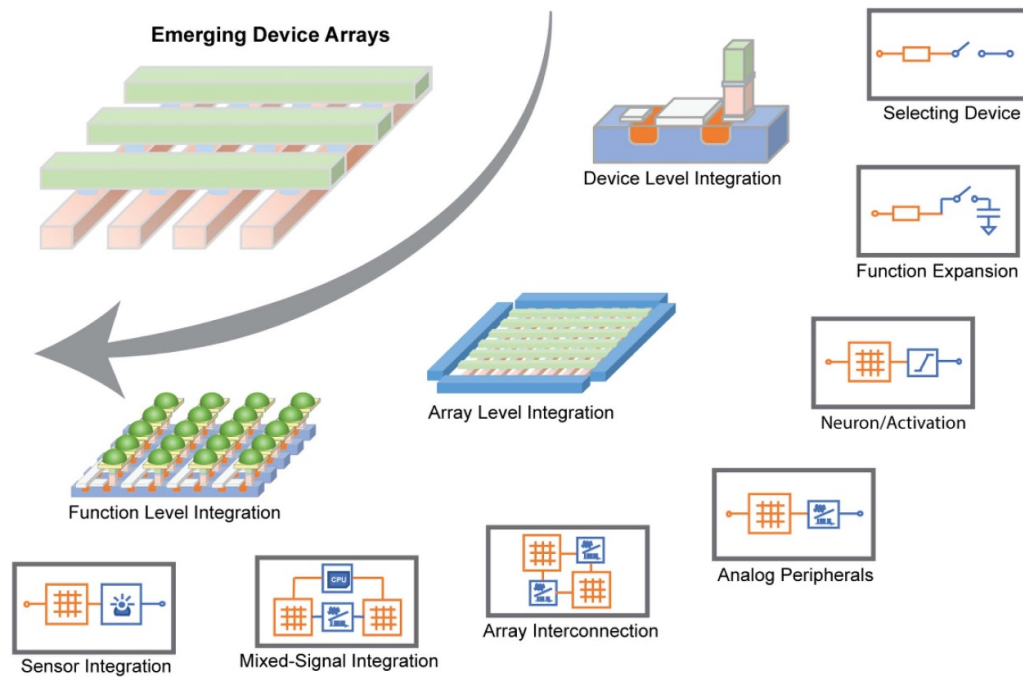 Emerging Device Arrays
Selecting Device
Device Level Integration
Function Expansion
Array Level Integration
Neuron/Activation
Function Level Integration
Analog Peripherals
Array Interconnection
CPU
Mixed-Signal Integration
Sensor Integration